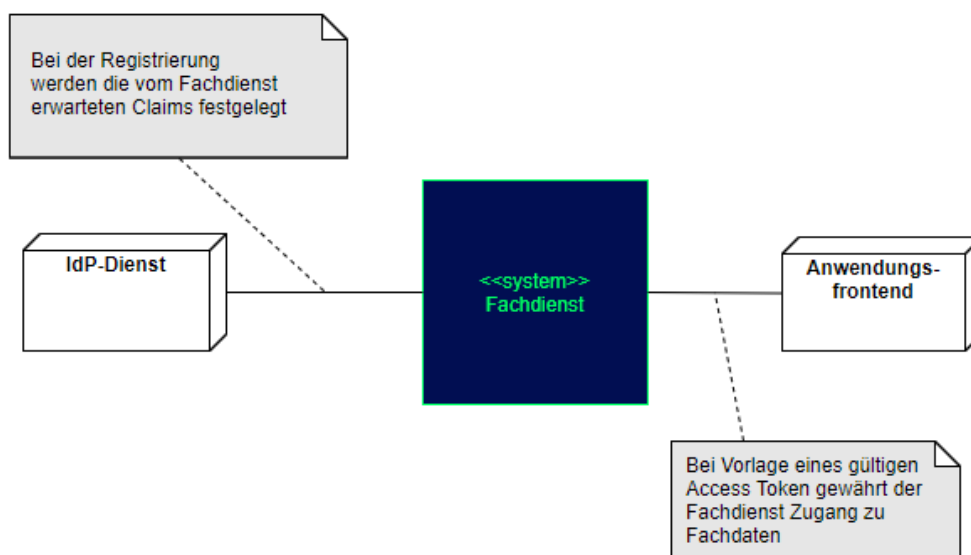 Bei der Registrierung
werden die vom Fachdienst
erwarteten Claims festgelegt
IdP-Dienst
<<system>>
Fachdienst
Anwendungs-
frontend
Bei Vorlage eines gültigen
Access Token gewährt der
Fachdienst Zugang zu
Fachdaten